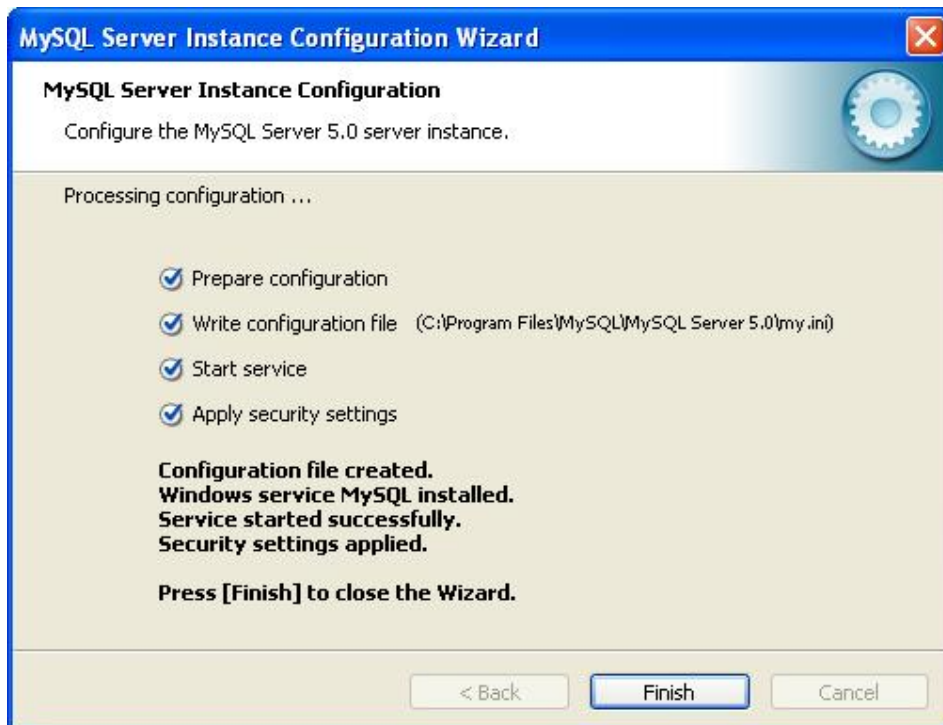 MySQL Server Instance Configuration Wizard
MySQL Server Instance Configuration
Configure the MySQL Server 5.0 server instance.
Processing configuration ...
Prepare configuration
Write configuration file (C:\Program Files\MySQL\MySQL Server 5.0\my.ini)
Start service
Apply security settings
Configuration file created.
Windows service MySQL installed.
Service started successfully.
Security settings applied.
Press [Finish] to close the Wizard.
< Back Finish Cancel